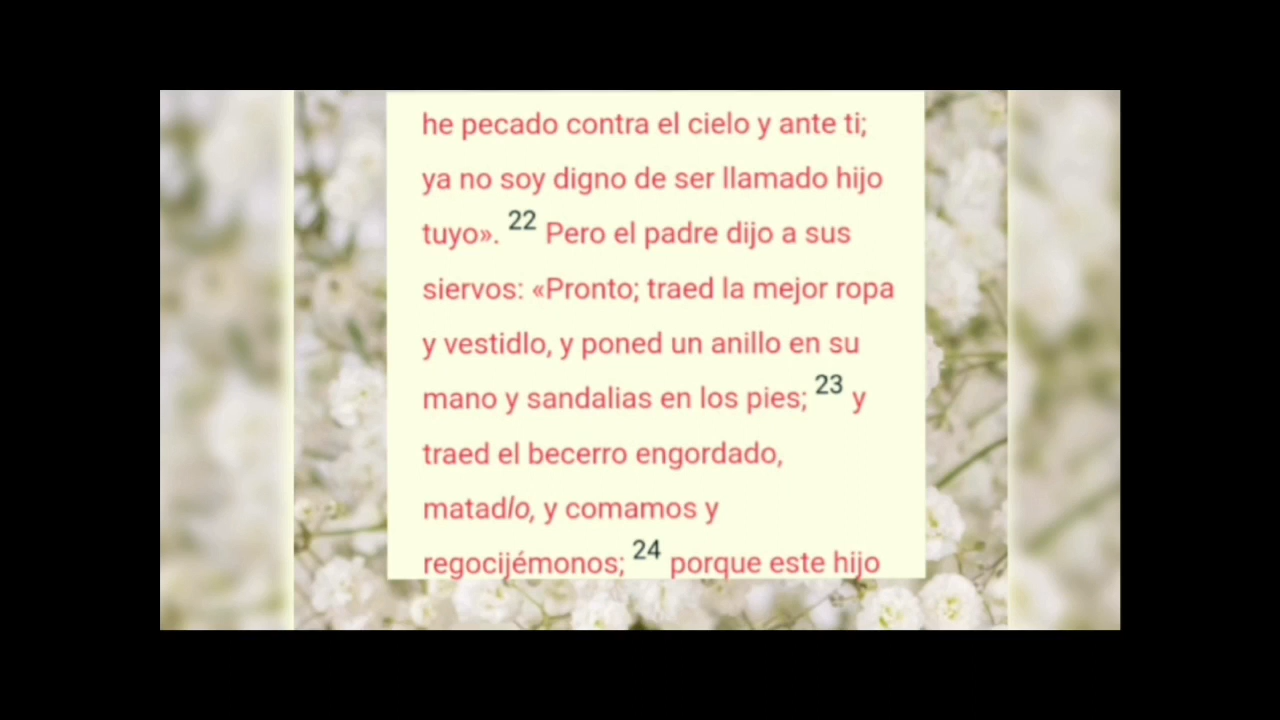 he pecado contra el cielo y ante ti;
ya no soy digno de ser llamado hijo
tuyo». 22 Pero el padre dijo a sus
siervos: «Pronto; traed la mejor ropa
y vestidlo, y poned un anillo en su
mano y sandalias en los pies; 23 y
traed el becerro engordado,
matadlo, y comamos y
regocijémonos; 24 porque este hijo